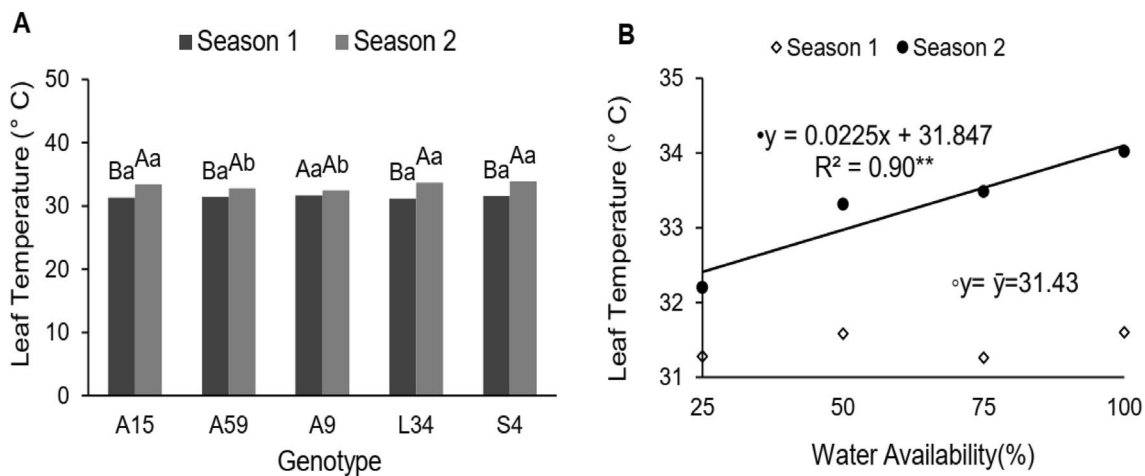 A
Season 1 Season 2
Leaf Temperature (° C)
50
40
30
20
10
0
Ba Aa
Ba Ab
Aa Ab
Ba Aa
Ba Aa
A15 A59 A9 L34 S4
Genotype
B
Season 1 Season 2
Leaf Temperature (° C)
35
34
33
32
31
•y = 0.0225x + 31.847
R² = 0.90**
◦y= ȳ=31.43
25 50 75 100
Water Availability(%)